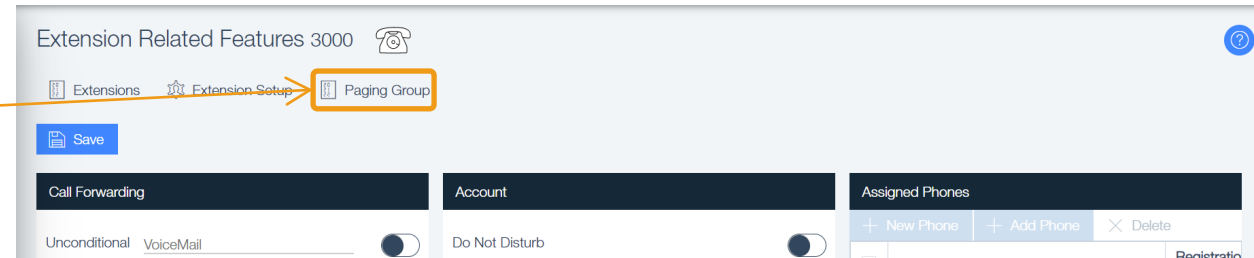 Extension Related Features 3000
?
Extensions Extension Setup Paging Group
Save
Call Forwarding
Account
Assigned Phones
+ New Phone + Add Phone × Delete
Unconditional VoiceMail
Do Not Disturb